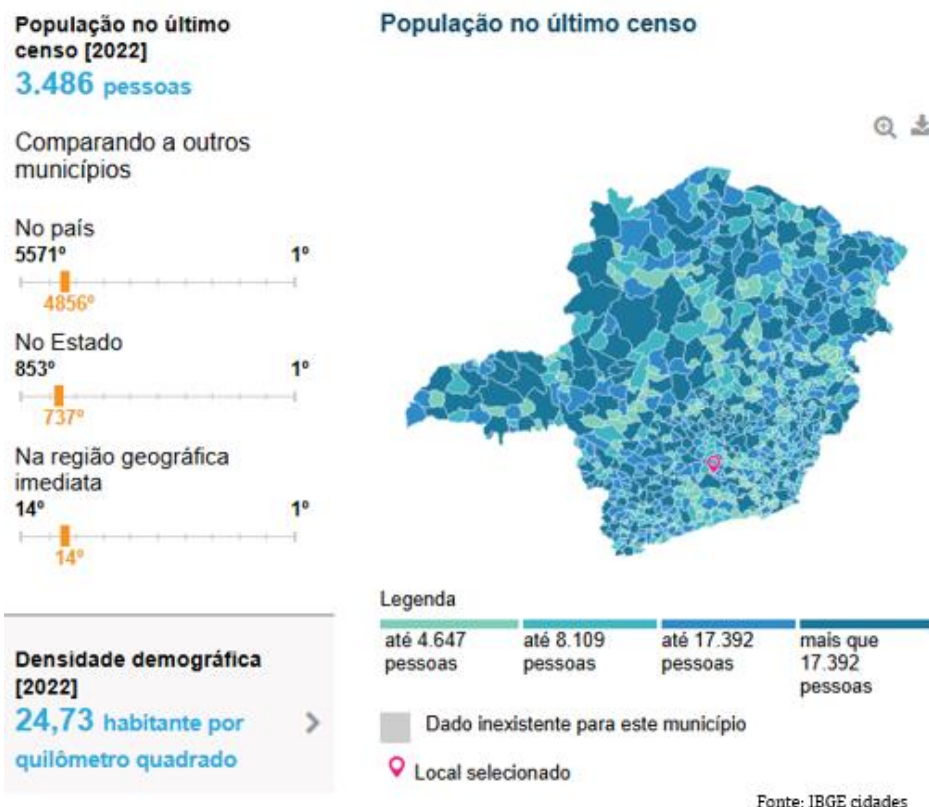 População no último
censo [2022]
3.486 pessoas
Comparando a outros
municípios
No país
5571º 1º
4856º
No Estado
853º 1º
737º
Na região geográfica
imediata
14º 1º
14º
Densidade demográfica
[2022]
24,73 habitante por
quilômetro quadrado
População no último censo
Legenda
até 4.647
pessoas
até 8.109
pessoas
até 17.392
pessoas
mais que
17.392
pessoas
Dado inexistente para este município
Local selecionado
Fonte: IBGE cidades